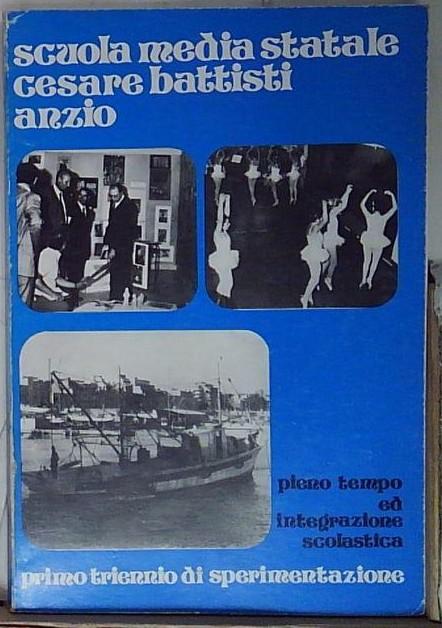 scuola media statale
cesare battisti
anzio
pieno tempo
ed
integrazione
scolastica
primo triennio di sperimentazione